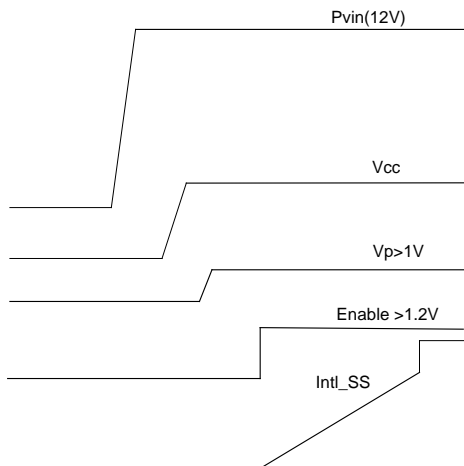 Pvin(12V)
Vcc
Vp>1V
Enable >1.2V
Intl_SS